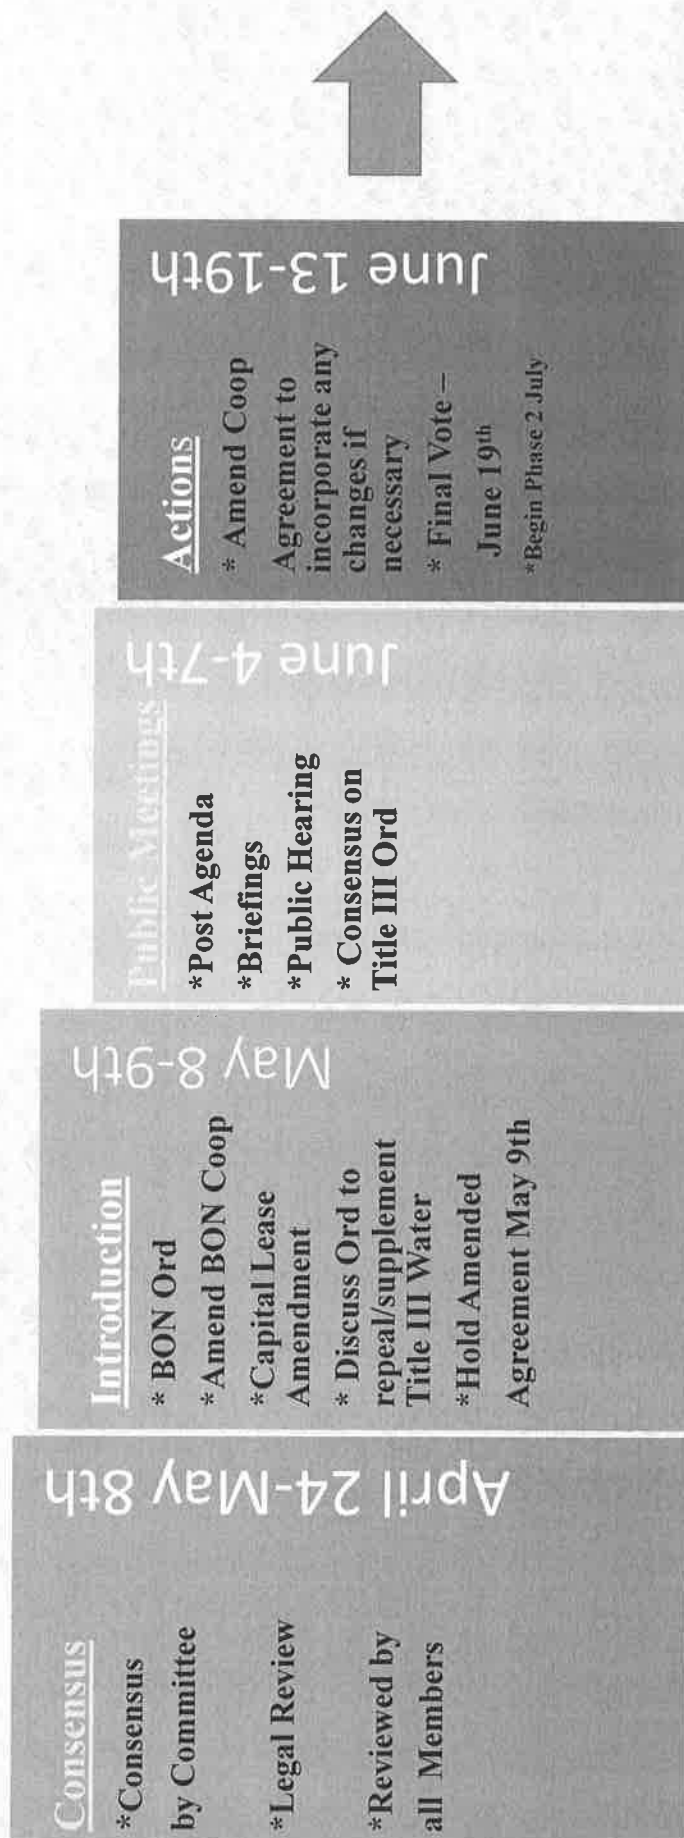 Consensus
*Consensus
by Committee
*Legal Review
*Reviewed by
all Members
April 24-May 8th
Introduction
* BON Ord
*Amend BON Coop
*Capital Lease
Amendment
* Discuss Ord to
repeal/supplement
Title III Water
*Hold Amended
Agreement May 9th
May 8-9th
Public Meetings
*Post Agenda
*Briefings
*Public Hearing
* Consensus on
Title III Ord
June 4-7th
Actions
* Amend Coop
Agreement to
incorporate any
changes if
necessary
* Final Vote –
June 19th
*Begin Phase 2 July
June 13-19th